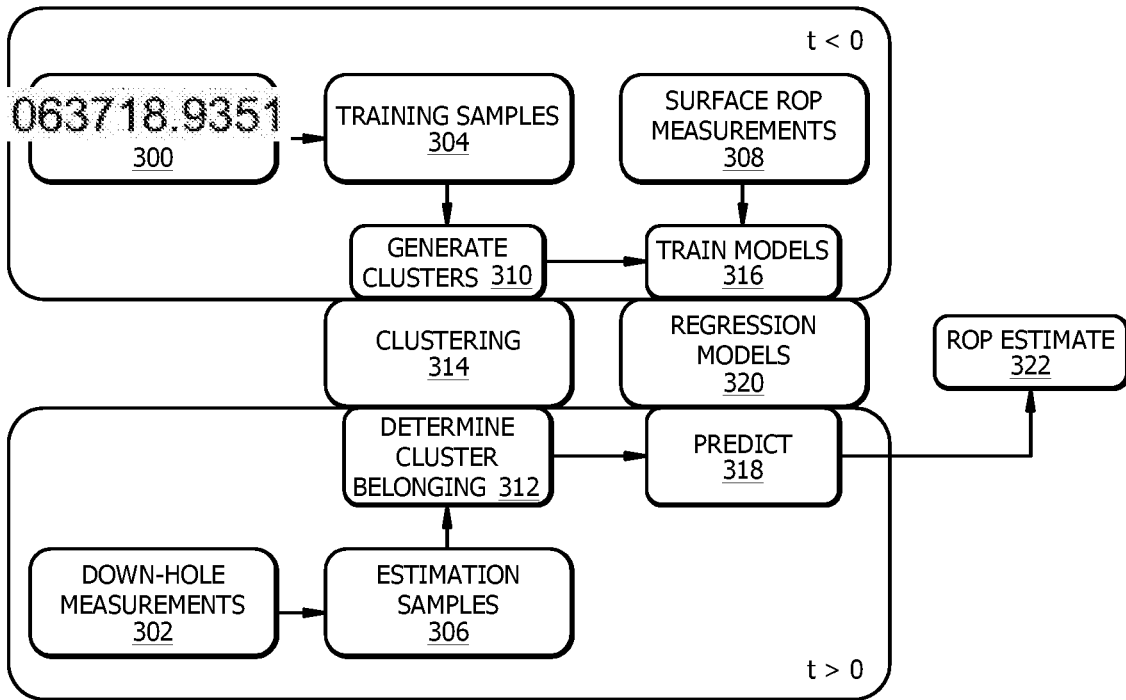 t < 0
063718.9351
300
TRAINING SAMPLES
304
SURFACE ROP
MEASUREMENTS
308
GENERATE
CLUSTERS 310
TRAIN MODELS
316
CLUSTERING
314
REGRESSION
MODELS
320
ROP ESTIMATE
322
DETERMINE
CLUSTER
BELONGING 312
PREDICT
318
DOWN-HOLE
MEASUREMENTS
302
ESTIMATION
SAMPLES
306
t > 0